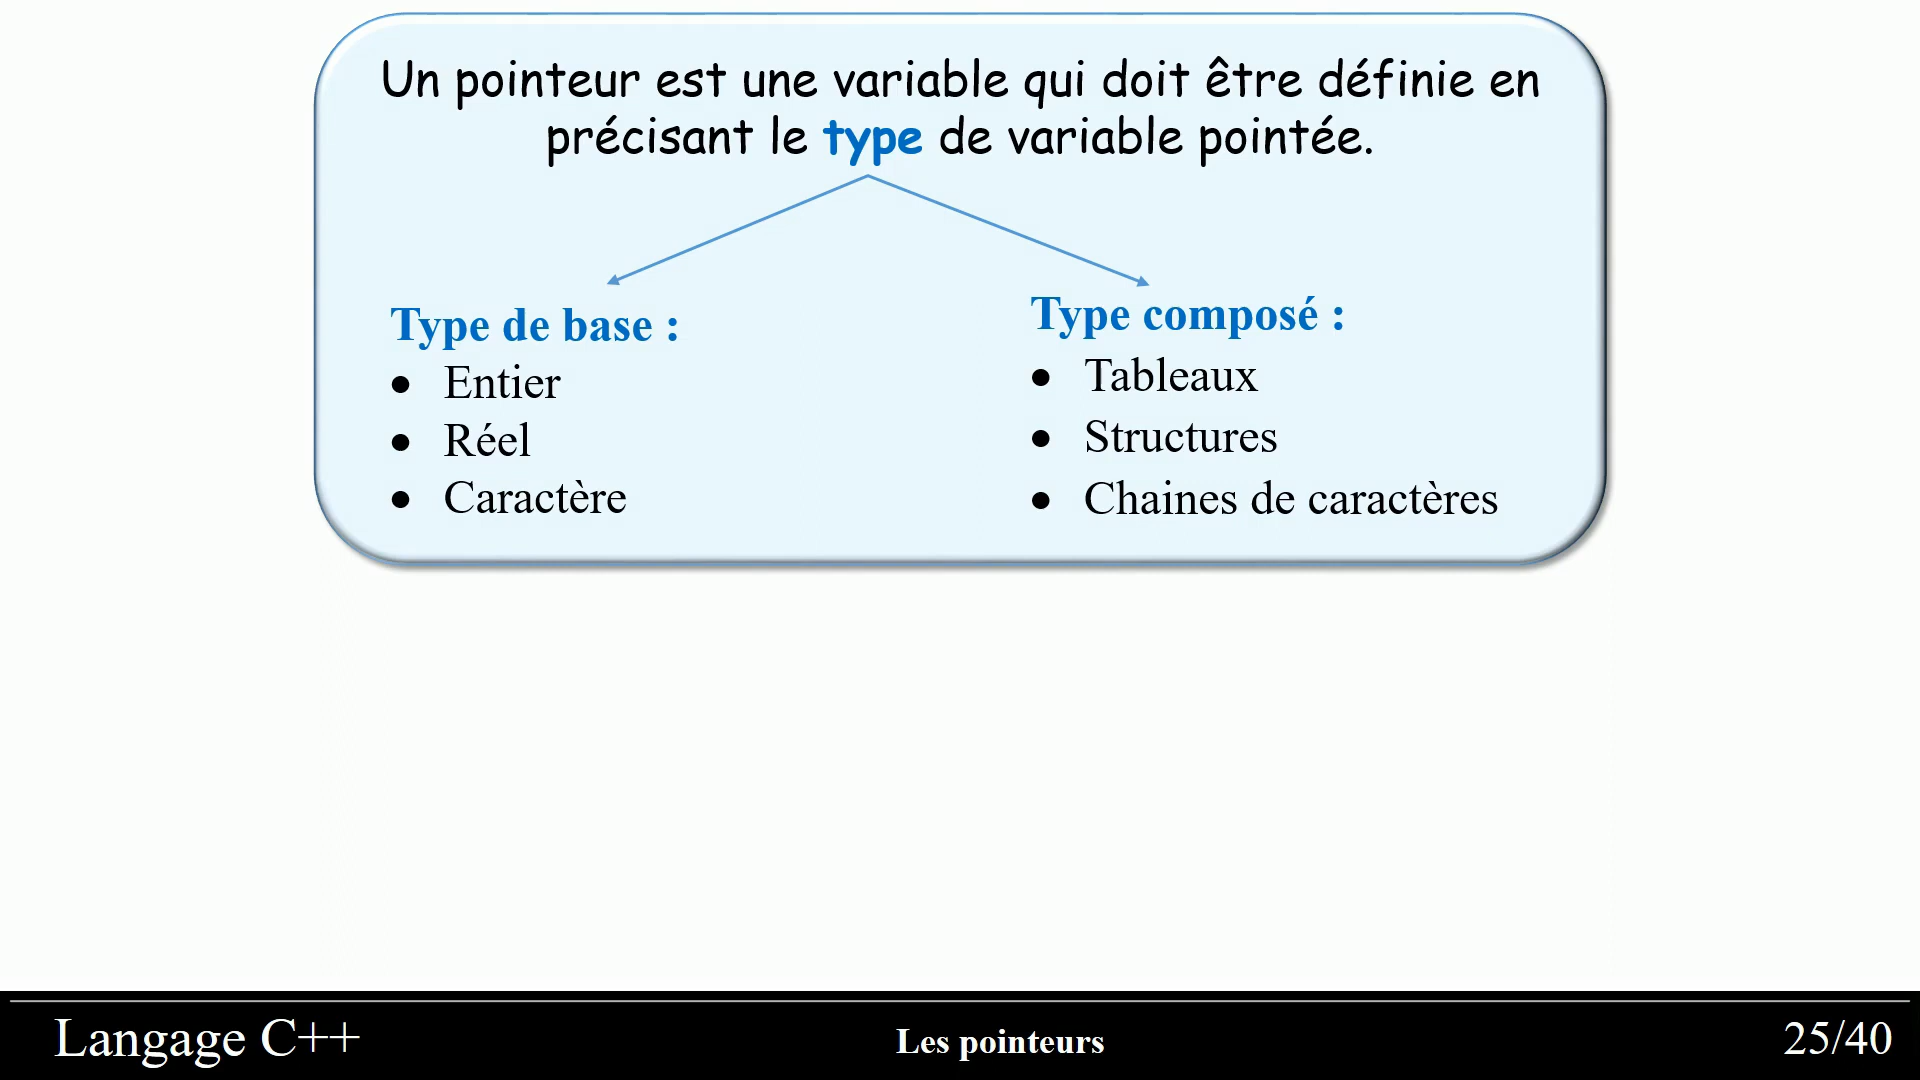 Un pointeur est une variable qui doit être définie en
précisant le type de variable pointée.
Type de base :
• Entier
• Réel
• Caractère
Type composé :
• Tableaux
• Structures
• Chaines de caractères
Langage C++
Les pointeurs
25/40